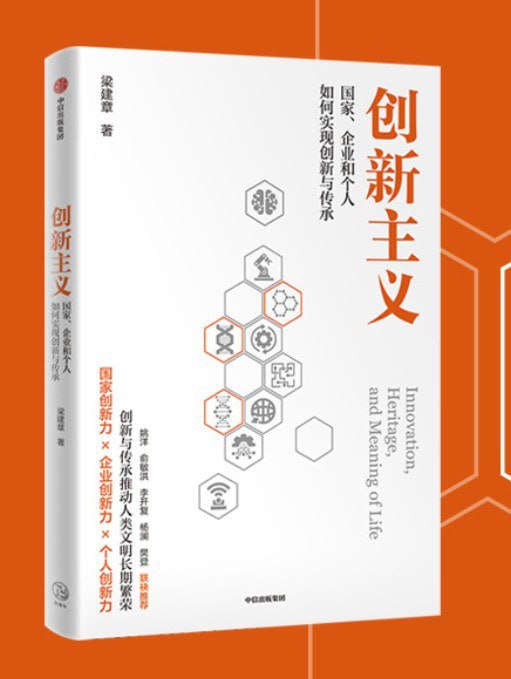 创新主义
国家、企业和个人
如何实现创新与传承
Innovation,
Heritage,
and Meaning of Life
姚洋 俞敏洪 李开复 杨澜 樊登 联袂推荐
创新与传承推动人类文明长期繁荣
国家创新力 × 企业创新力 × 个人创新力
中信出版集团
中信出版集团
梁建章 著
创新主义
国家、企业和个人
如何实现创新与传承
梁建章 著